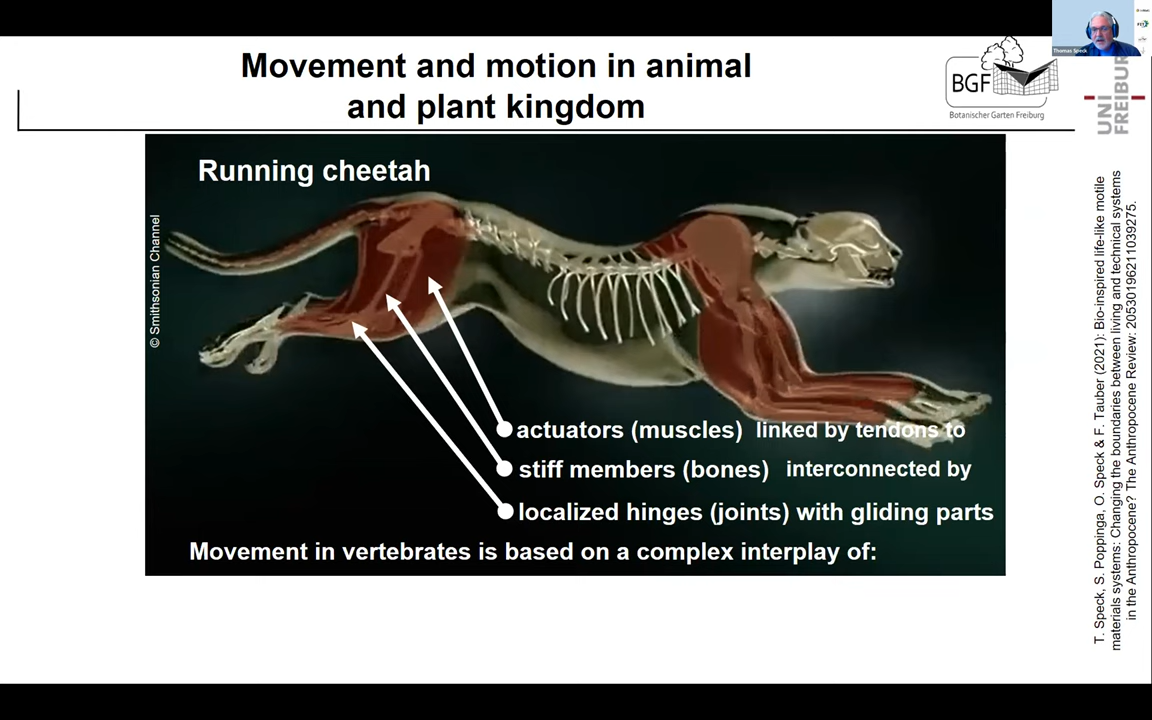 Movement and motion in animal
and plant kingdom
Thomas Speck
BGF
Botanischer Garten Freiburg
UNI
FREIBURG
Running cheetah
© Smithsonian Channel
actuators (muscles) linked by tendons to
stiff members (bones) interconnected by
localized hinges (joints) with gliding parts
Movement in vertebrates is based on a complex interplay of:
T. Speck, S. Poppinga, O. Speck & F. Tauber (2021): Bio-inspired life-like motile
materials systems: Changing the boundaries between living and technical systems
in the Anthropocene? The Anthropocene Review: 20530196211039275.